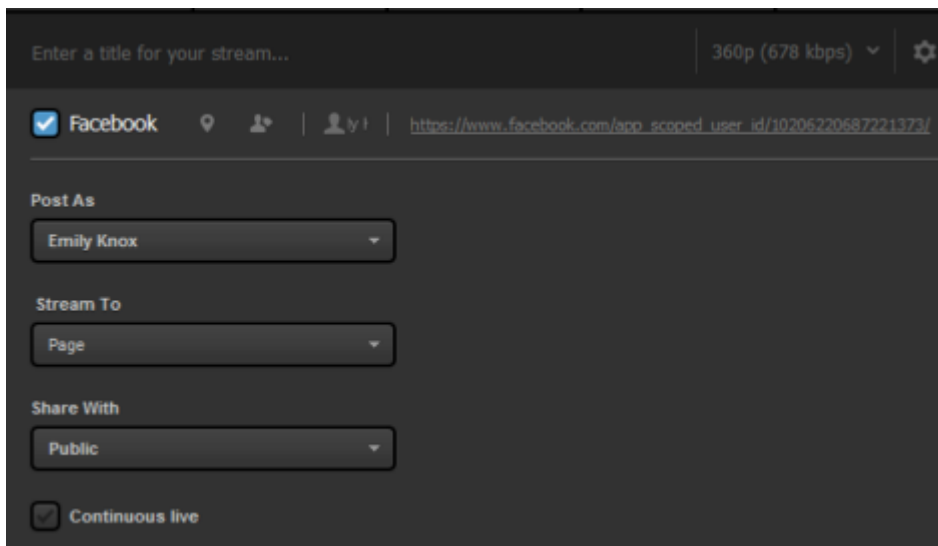 Enter a title for your stream...
360p (678 kbps)
Facebook
https://www.facebook.com/app_scoped_user_id/10206220687221373/
Post As
Emily Knox
Stream To
Page
Share With
Public
Continuous live